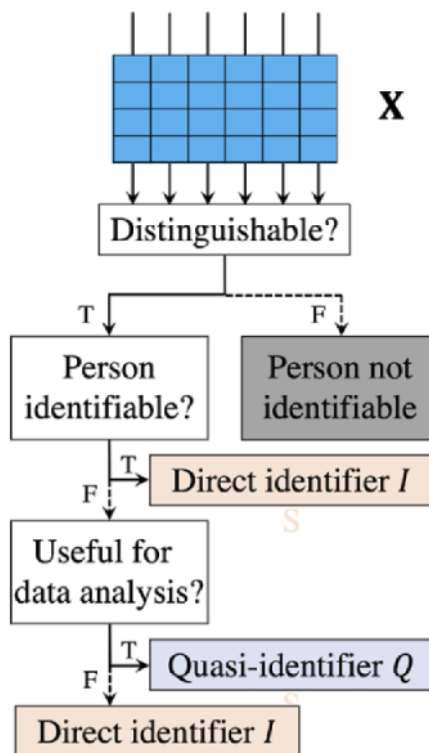 X
Distinguishable?
T
F
Person
identifiable?
Person not
identifiable
T
Direct identifier I
F
S
Useful for
data analysis?
T
Quasi-identifier Q
F
s
Direct identifier I